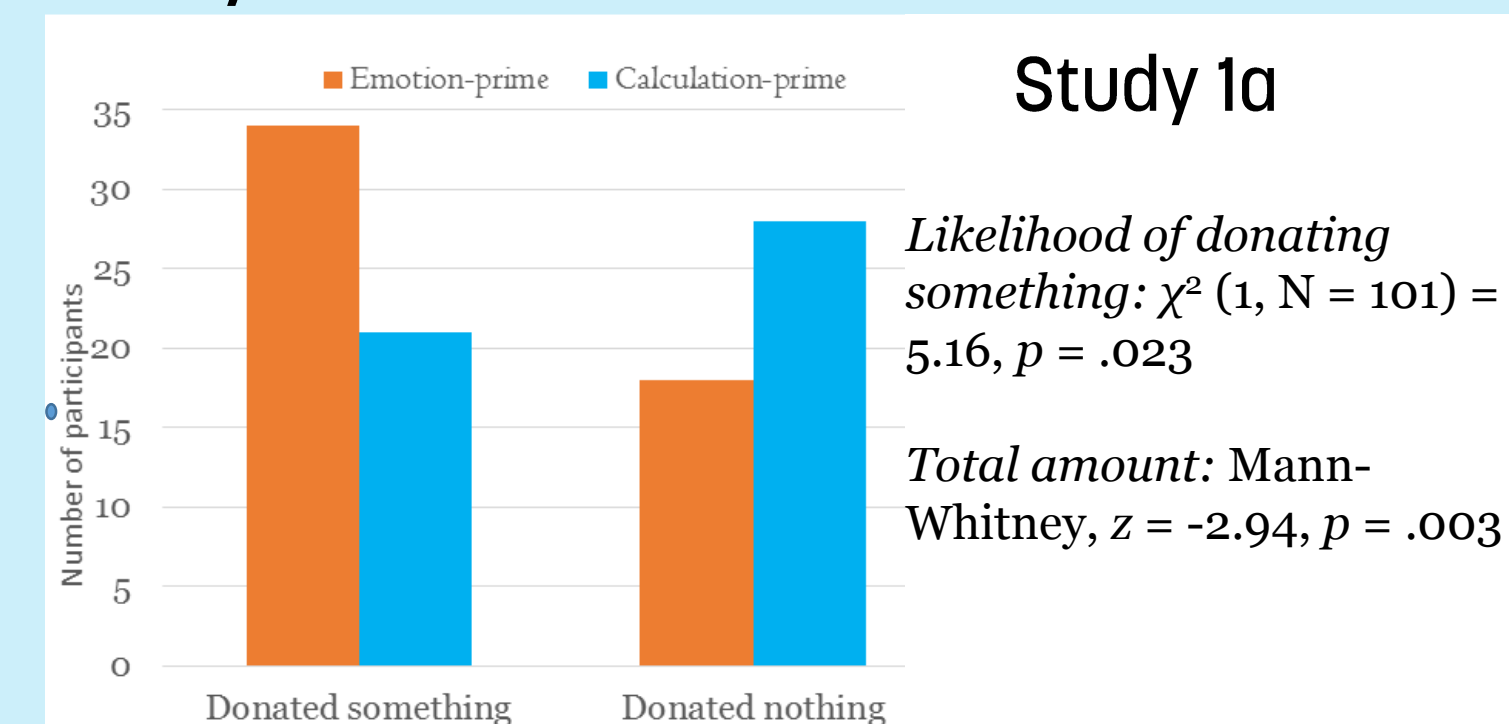 Emotion-prime Calculation-prime
35
30
25
20
15
10
5
0
Number of participants
Donated something Donated nothing
Study 1a
Likelihood of donating
something: χ² (1, N = 101) =
5.16, p = .023
Total amount: Mann-
Whitney, z = -2.94, p = .003